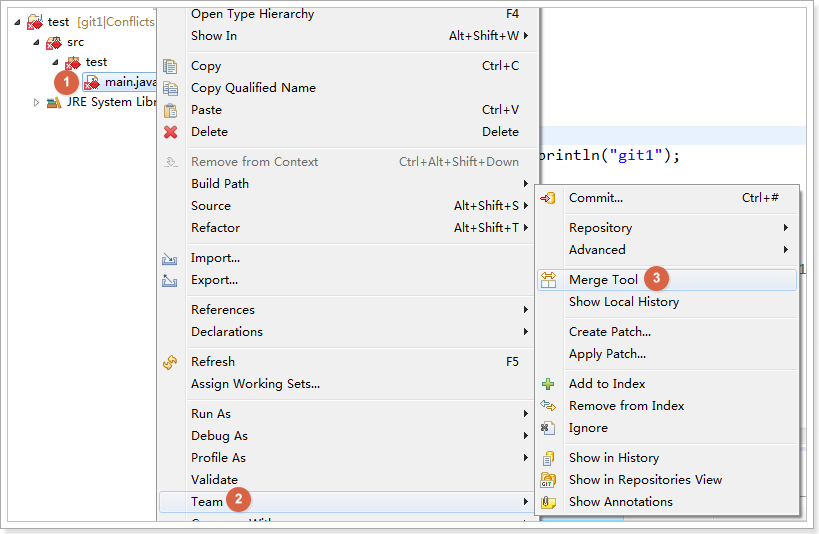 test [git1|Conflicts
src
test
1 main.java
JRE System Libr
Open Type Hierarchy F4
Show In Alt+Shift+W
Copy Ctrl+C
Copy Qualified Name
Paste Ctrl+V
Delete Delete
Remove from Context Ctrl+Alt+Shift+Down
Build Path
Source Alt+Shift+S
Refactor Alt+Shift+T
Import...
Export...
References
Declarations
Refresh F5
Assign Working Sets...
Run As
Debug As
Profile As
Validate
Team 2
println("git1");
Commit... Ctrl+#
Repository
Advanced
Merge Tool 3
Show Local History
Create Patch...
Apply Patch...
Add to Index
Remove from Index
Ignore
Show in History
GIT Show in Repositories View
Show Annotations